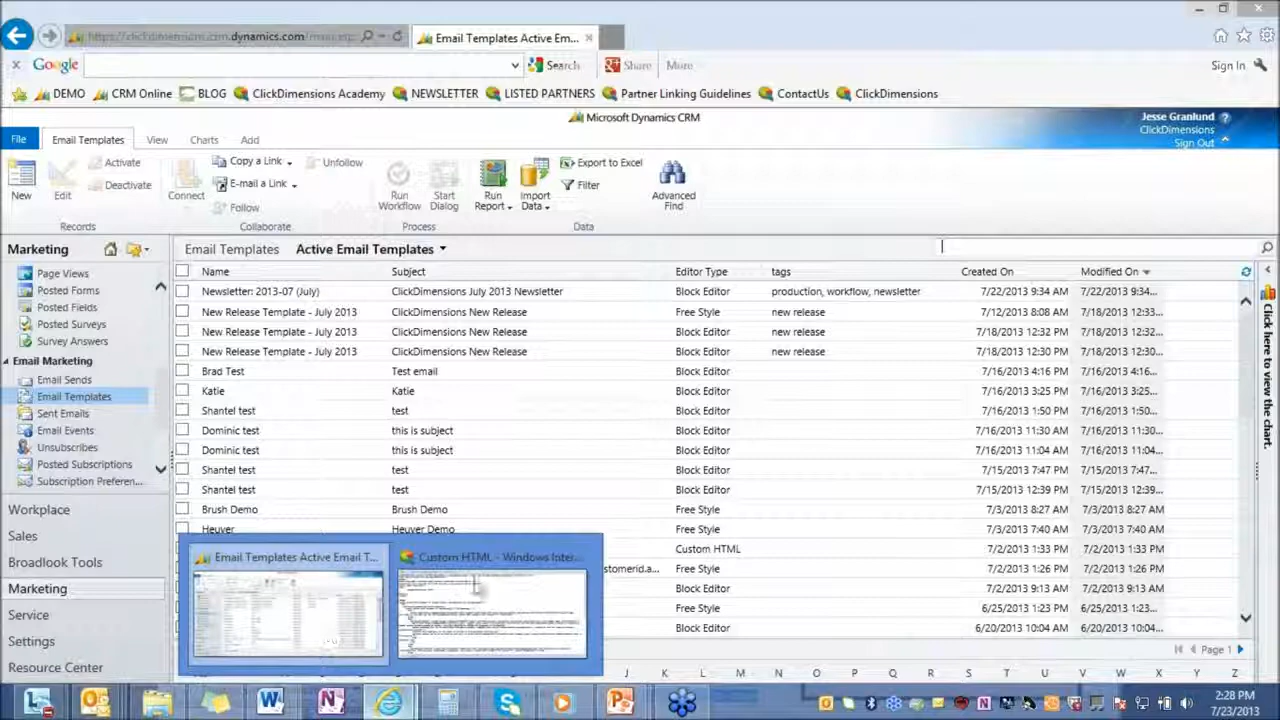 https://clickdimensions.crm.dynamics.com
Email Templates Active Em...
Google
Search
Share
More
Sign In
DEMO
CRM Online
BLOG
ClickDimensions Academy
NEWSLETTER
LISTED PARTNERS
Partner Linking Guidelines
ContactUs
ClickDimensions
Microsoft Dynamics CRM
Jesse Granlund
ClickDimensions
Sign Out
File
Email Templates
View
Charts
Add
New
Edit
Activate
Deactivate
Records
Connect
Copy a Link
E-mail a Link
Follow
Unfollow
Collaborate
Run
Workflow
Start
Dialog
Process
Run
Report
Import
Data
Export to Excel
Filter
Advanced
Find
Data
Marketing
Page Views
Posted Forms
Posted Fields
Posted Surveys
Survey Answers
Email Marketing
Email Sends
Email Templates
Sent Emails
Email Events
Unsubscribes
Posted Subscriptions
Subscription Preferen...
Workplace
Sales
Broadlook Tools
Marketing
Service
Settings
Resource Center
Email Templates Active Email Templates
Name Subject Editor Type tags Created On Modified On
Newsletter: 2013-07 (July) ClickDimensions July 2013 Newsletter Block Editor production, workflow, newsletter 7/22/2013 9:34 AM 7/22/2013 9:34...
New Release Template - July 2013 ClickDimensions New Release Free Style new release 7/12/2013 8:08 AM 7/18/2013 12:33...
New Release Template - July 2013 ClickDimensions New Release Block Editor new release 7/18/2013 12:32 PM 7/18/2013 12:32...
New Release Template - July 2013 ClickDimensions New Release Block Editor new release 7/18/2013 12:30 PM 7/18/2013 12:30...
Brad Test Test email Block Editor 7/16/2013 4:16 PM 7/16/2013 4:16...
Katie Katie Block Editor 7/16/2013 3:25 PM 7/16/2013 3:25...
Shantel test test Block Editor 7/16/2013 1:50 PM 7/16/2013 1:50...
Dominic test this is subject Block Editor 7/16/2013 11:30 AM 7/16/2013 11:30...
Dominic test this is subject Block Editor 7/16/2013 11:04 AM 7/16/2013 11:04...
Shantel test test Block Editor 7/15/2013 7:47 PM 7/15/2013 7:47...
Shantel test test Block Editor 7/15/2013 12:39 PM 7/15/2013 12:39...
Brush Demo Brush Demo Free Style 7/3/2013 8:27 AM 7/3/2013 8:27 AM
Heuver Heuver Demo Free Style 7/3/2013 7:40 AM 7/3/2013 7:40 AM
Custom HTML 7/2/2013 1:33 PM 7/2/2013 1:33 PM
ustomerid.a... Free Style 7/2/2013 1:26 PM 7/2/2013 1:26 PM
Block Editor 7/2/2013 9:13 AM 7/2/2013 9:13 AM
Free Style 6/25/2013 1:23 PM 6/25/2013 1:23...
Block Editor 6/20/2013 10:04 AM 6/20/2013 10:04...
Click here to view the chart.
Email Templates Active Email T...
Custom HTML - Windows Inter...
Page 1
J K L M N O P Q R S T U V W X Y Z
2:28 PM
7/23/2013